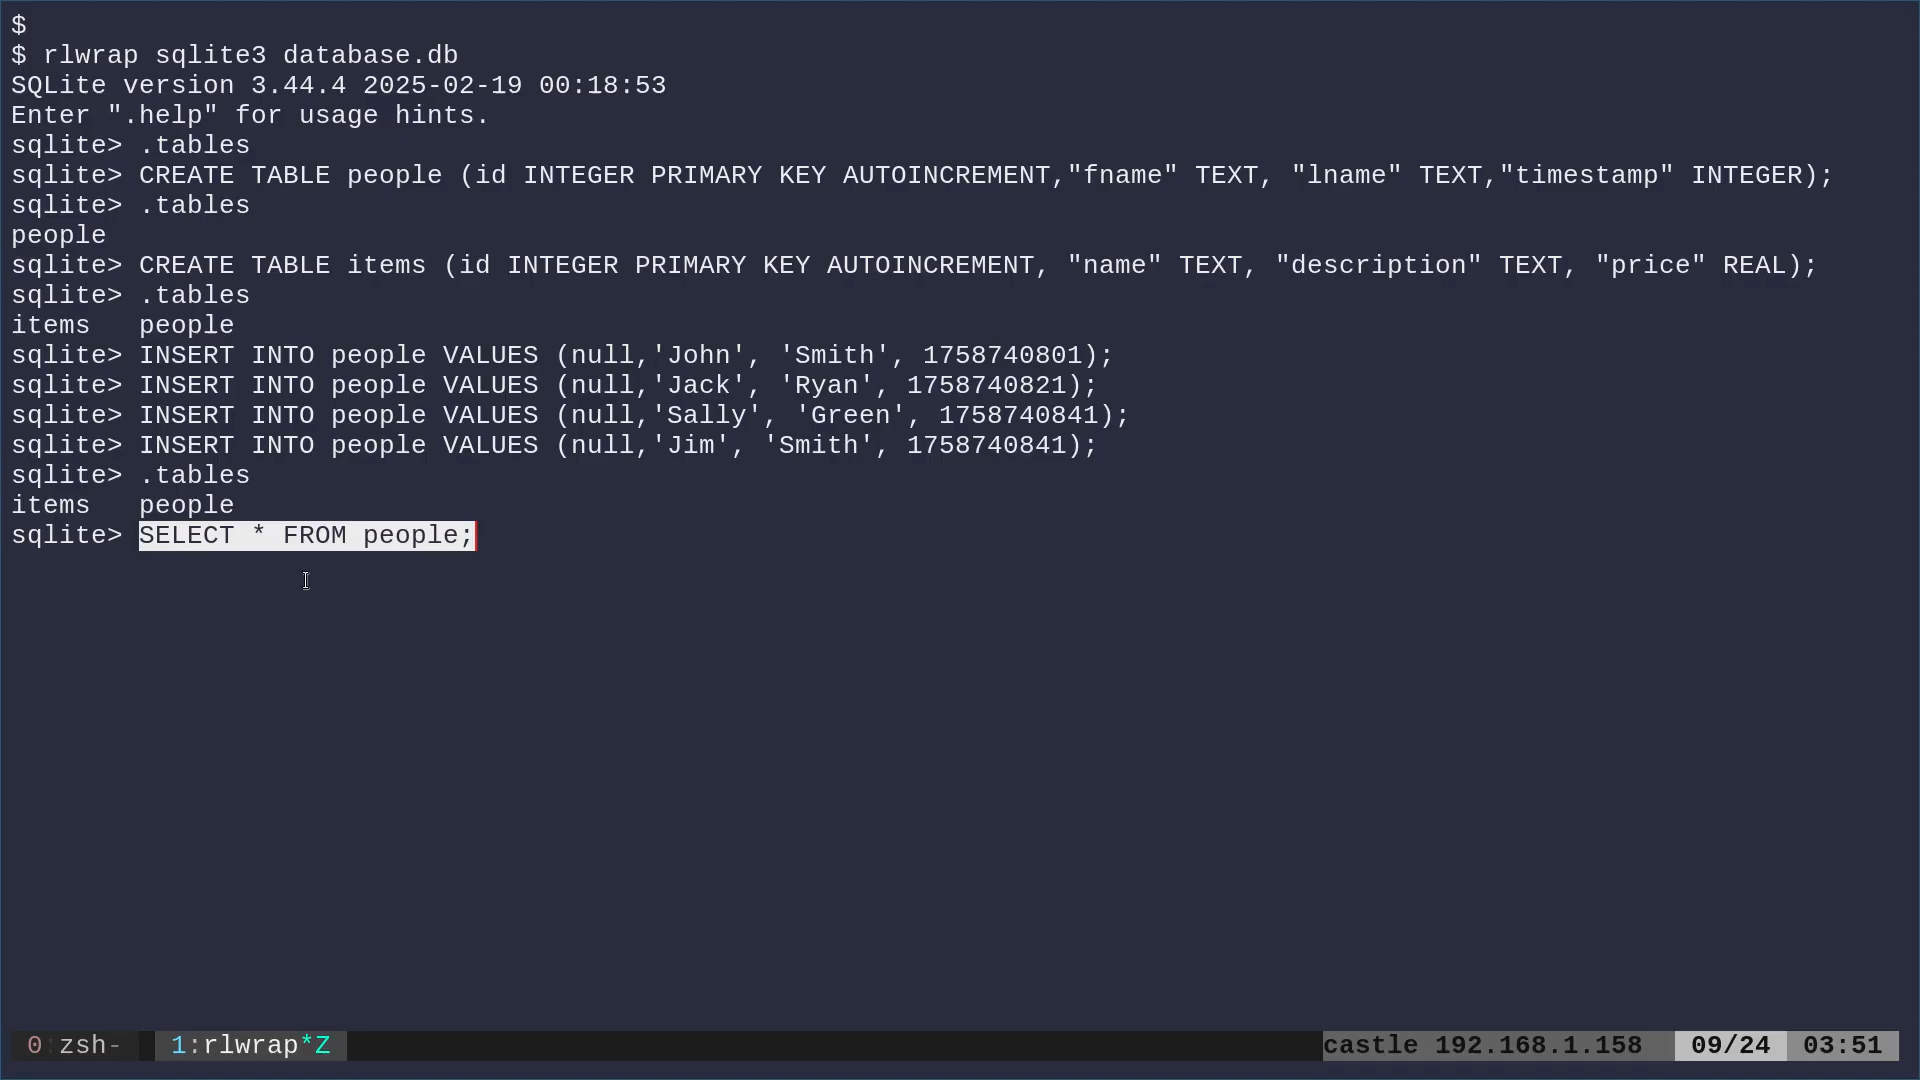 $
$ rlwrap sqlite3 database.db
SQLite version 3.44.4 2025-02-19 00:18:53
Enter ".help" for usage hints.
sqlite> .tables
sqlite> CREATE TABLE people (id INTEGER PRIMARY KEY AUTOINCREMENT,"fname" TEXT, "lname" TEXT,"timestamp" INTEGER);
sqlite> .tables
people
sqlite> CREATE TABLE items (id INTEGER PRIMARY KEY AUTOINCREMENT, "name" TEXT, "description" TEXT, "price" REAL);
sqlite> .tables
items   people
sqlite> INSERT INTO people VALUES (null,'John', 'Smith', 1758740801);
sqlite> INSERT INTO people VALUES (null,'Jack', 'Ryan', 1758740821);
sqlite> INSERT INTO people VALUES (null,'Sally', 'Green', 1758740841);
sqlite> INSERT INTO people VALUES (null,'Jim', 'Smith', 1758740841);
sqlite> .tables
items   people
sqlite> SELECT * FROM people;
0:zsh-  1:rlwrap*Z castle 192.168.1.158 09/24 03:51